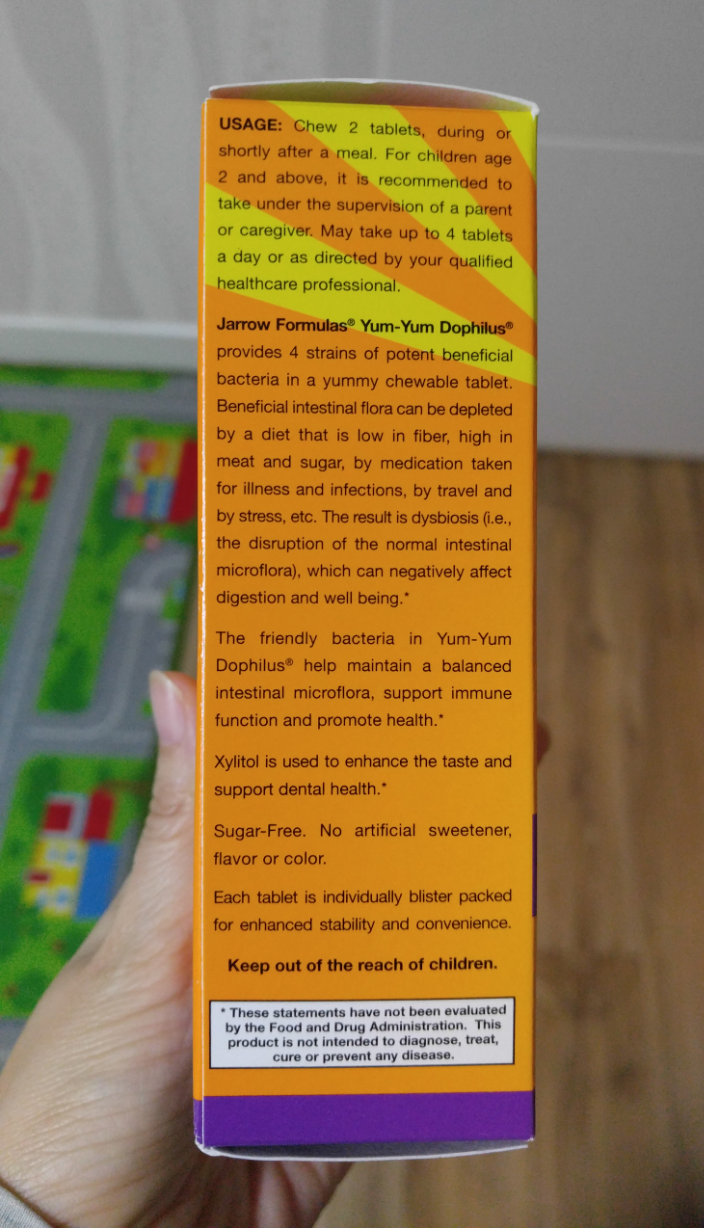 USAGE: Chew 2 tablets, during or
shortly after a meal. For children age
2 and above, it is recommended to
take under the supervision of a parent
or caregiver. May take up to 4 tablets
a day or as directed by your qualified
healthcare professional.
Jarrow Formulas® Yum-Yum Dophilus®
provides 4 strains of potent beneficial
bacteria in a yummy chewable tablet.
Beneficial intestinal flora can be depleted
by a diet that is low in fiber, high in
meat and sugar, by medication taken
for illness and infections, by travel and
by stress, etc. The result is dysbiosis (i.e.,
the disruption of the normal intestinal
microflora), which can negatively affect
digestion and well being.*
The friendly bacteria in Yum-Yum
Dophilus® help maintain a balanced
intestinal microflora, support immune
function and promote health.*
Xylitol is used to enhance the taste and
support dental health.*
Sugar-Free. No artificial sweetener,
flavor or color.
Each tablet is individually blister packed
for enhanced stability and convenience.
Keep out of the reach of children.
* These statements have not been evaluated
by the Food and Drug Administration. This
product is not intended to diagnose, treat,
cure or prevent any disease.